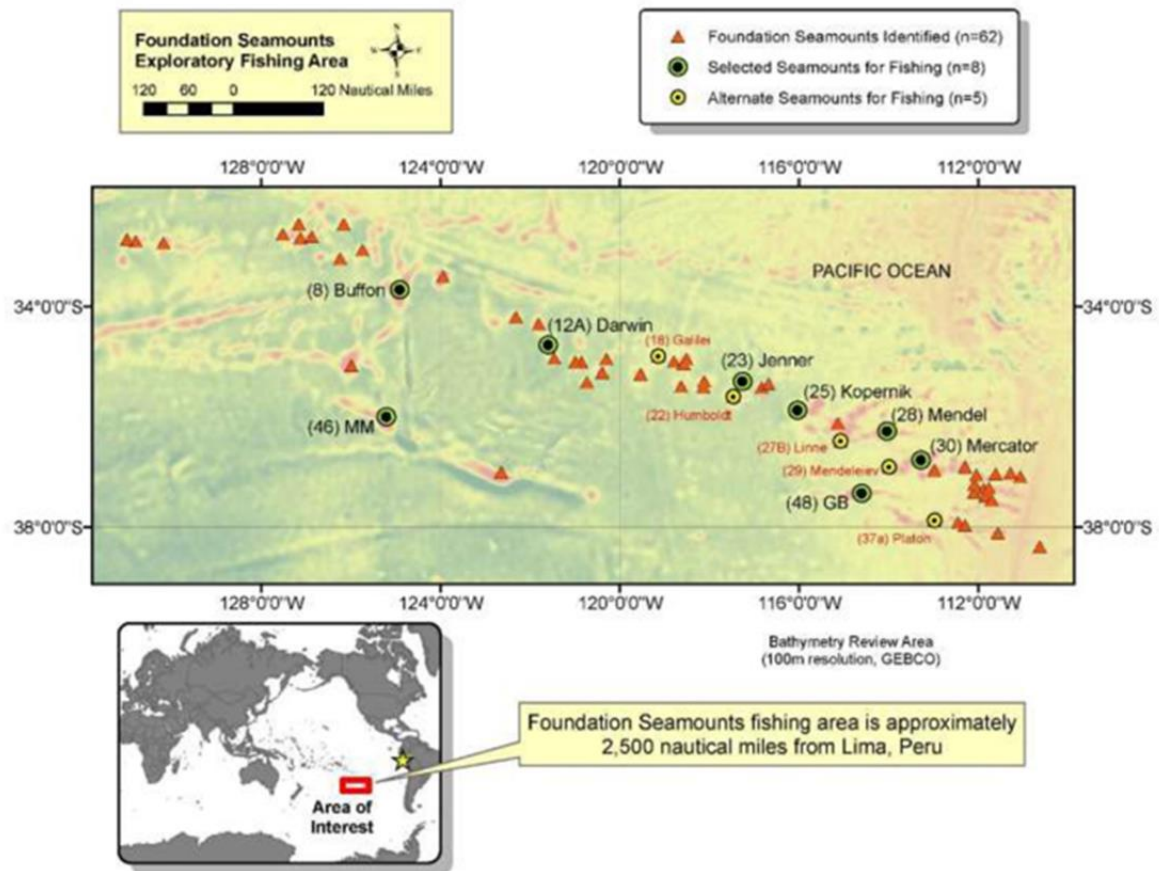 Foundation Seamounts
Exploratory Fishing Area
N
W E
S
120 60 0 120 Nautical Miles
Foundation Seamounts Identified (n=62)
Selected Seamounts for Fishing (n=8)
Alternate Seamounts for Fishing (n=5)
128°0'0"W 124°0'0"W 120°0'0"W 116°0'0"W 112°0'0"W
PACIFIC OCEAN
34°0'0"S 34°0'0"S
(8) Buffon
(12A) Darwin
(18) Galilei
(23) Jenner
(25) Kopernik
(22) Humboldt
(28) Mendel
(46) MM
(27B) Linne
(30) Mercator
(29) Mendeleiev
(48) GB
38°0'0"S 38°0'0"S
(37a) Platon
128°0'0"W 124°0'0"W 120°0'0"W 116°0'0"W 112°0'0"W
Bathymetry Review Area
(100m resolution, GEBCO)
Foundation Seamounts fishing area is approximately
2,500 nautical miles from Lima, Peru
Area of
Interest